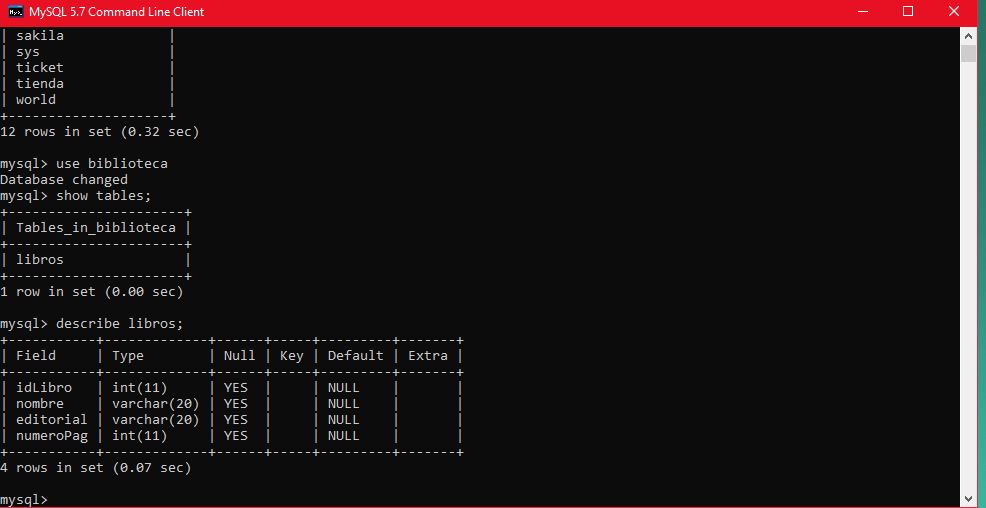 MySQL 5.7 Command Line Client
| sakila             |
| sys                |
| ticket             |
| tienda             |
| world              |
+--------------------+
12 rows in set (0.32 sec)
mysql> use biblioteca
Database changed
mysql> show tables;
+----------------------+
| Tables_in_biblioteca |
+----------------------+
| libros               |
+----------------------+
1 row in set (0.00 sec)
mysql> describe libros;
+-----------+-------------+------+-----+---------+-------+
| Field     | Type        | Null | Key | Default | Extra |
+-----------+-------------+------+-----+---------+-------+
| idLibro   | int(11)     | YES  |     | NULL    |       |
| nombre    | varchar(20) | YES  |     | NULL    |       |
| editorial | varchar(20) | YES  |     | NULL    |       |
| numeroPag | int(11)     | YES  |     | NULL    |       |
+-----------+-------------+------+-----+---------+-------+
4 rows in set (0.07 sec)
mysql>